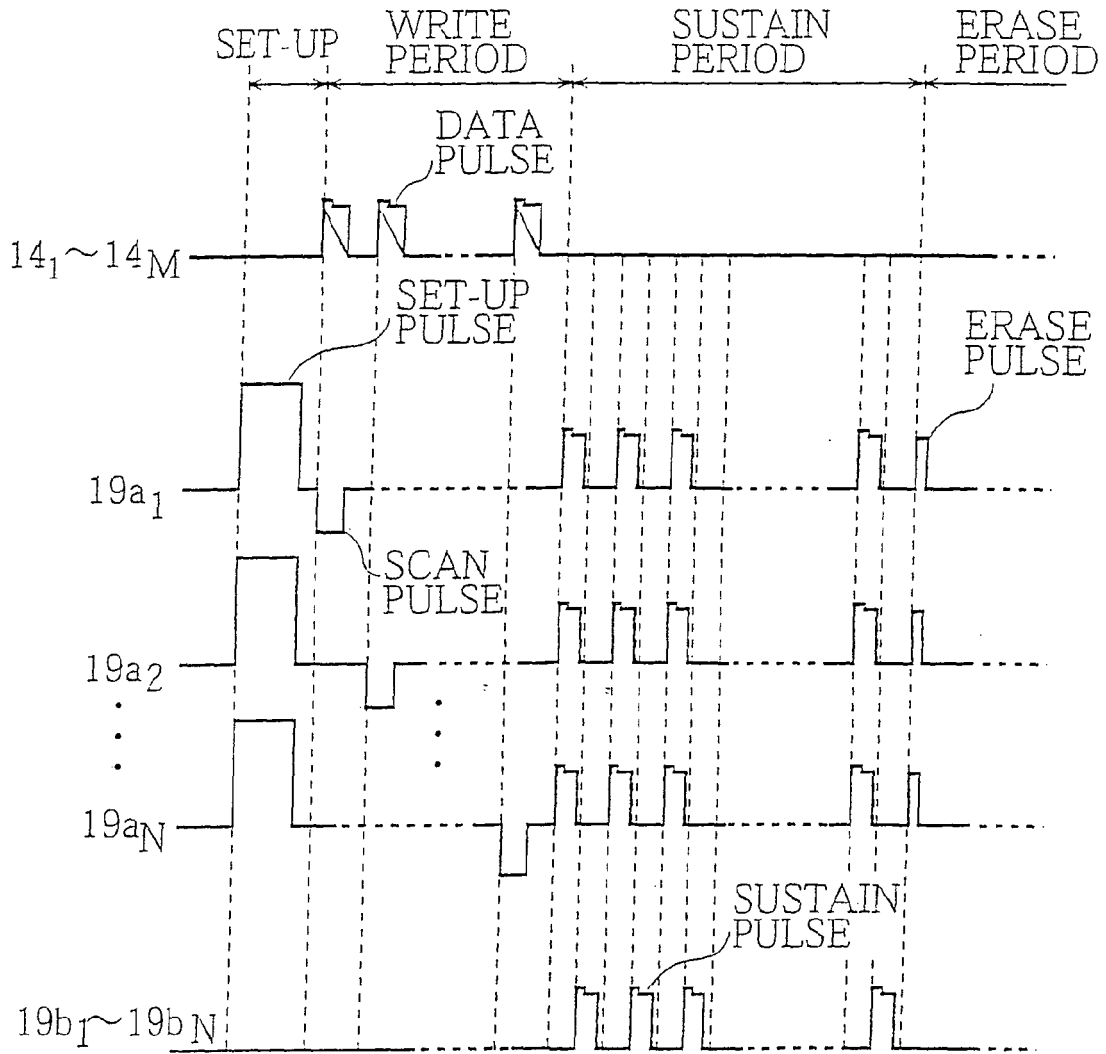 SET-UP
WRITE
PERIOD
SUSTAIN
PERIOD
ERASE
PERIOD
DATA
PULSE
14₁~14M
SET-UP
PULSE
ERASE
PULSE
19a₁
SCAN
PULSE
19a₂
19aN
SUSTAIN
PULSE
19b₁~19bN